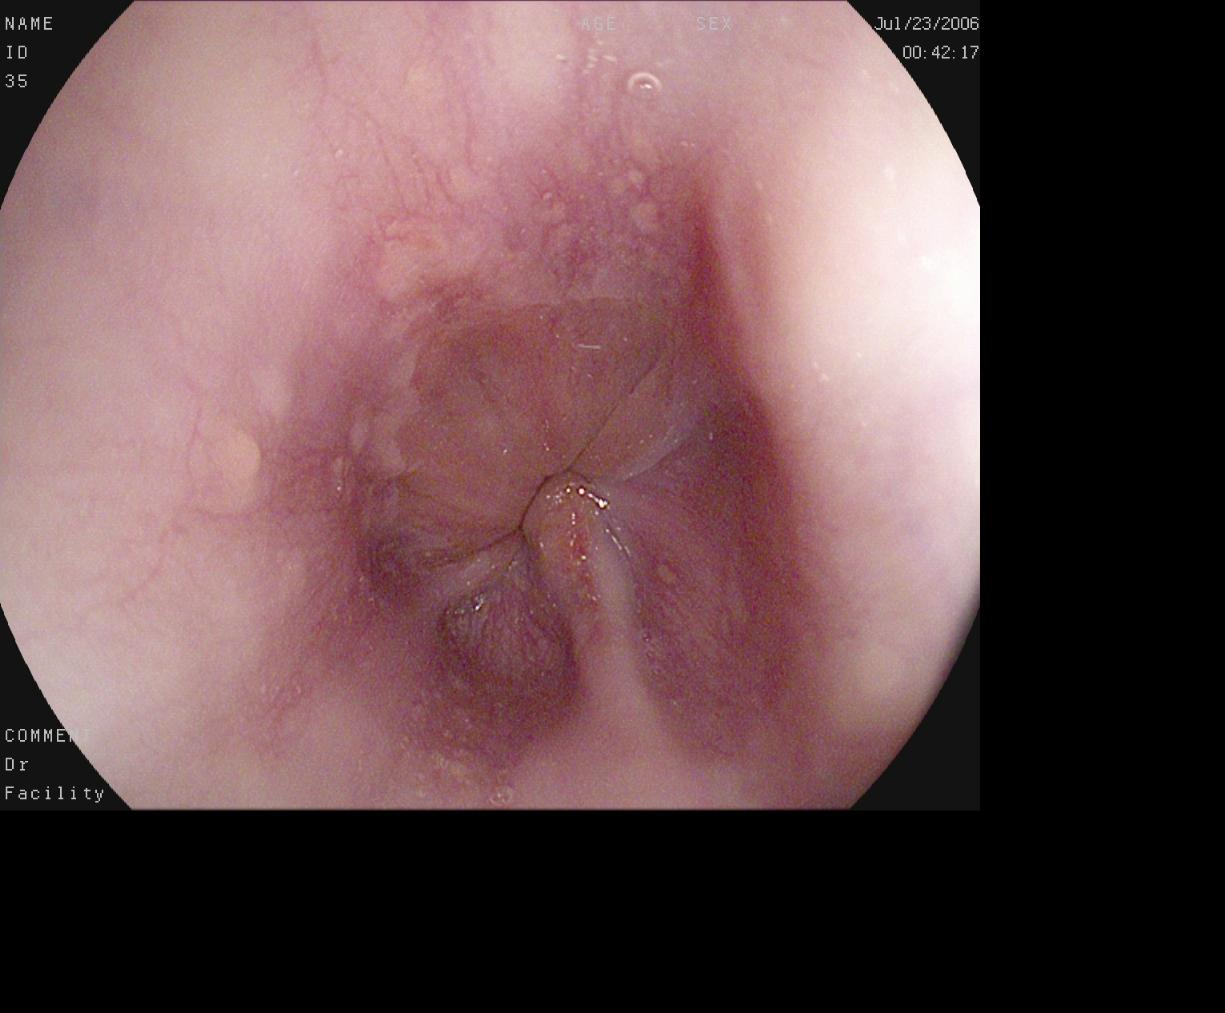 NAME AGE SEX Jul/23/2006
ID 00:42:17
35
COMMENT
Dr
Facility